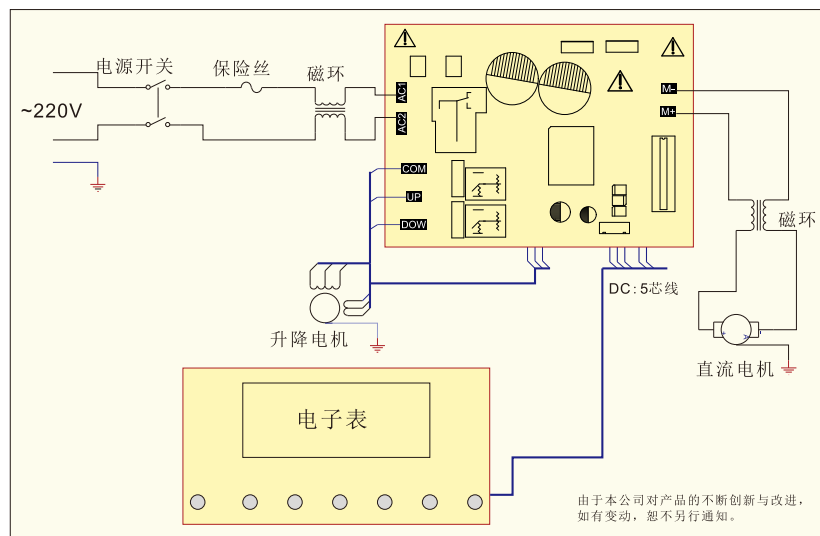 电源开关
保险丝
磁环
~220V
AC1
AC2
M-
M+
COM
UP
DOW
磁环
DC:5芯线
升降电机
直流电机
电子表
由于本公司对产品的不断创新与改进，
如有变动，恕不另行通知。